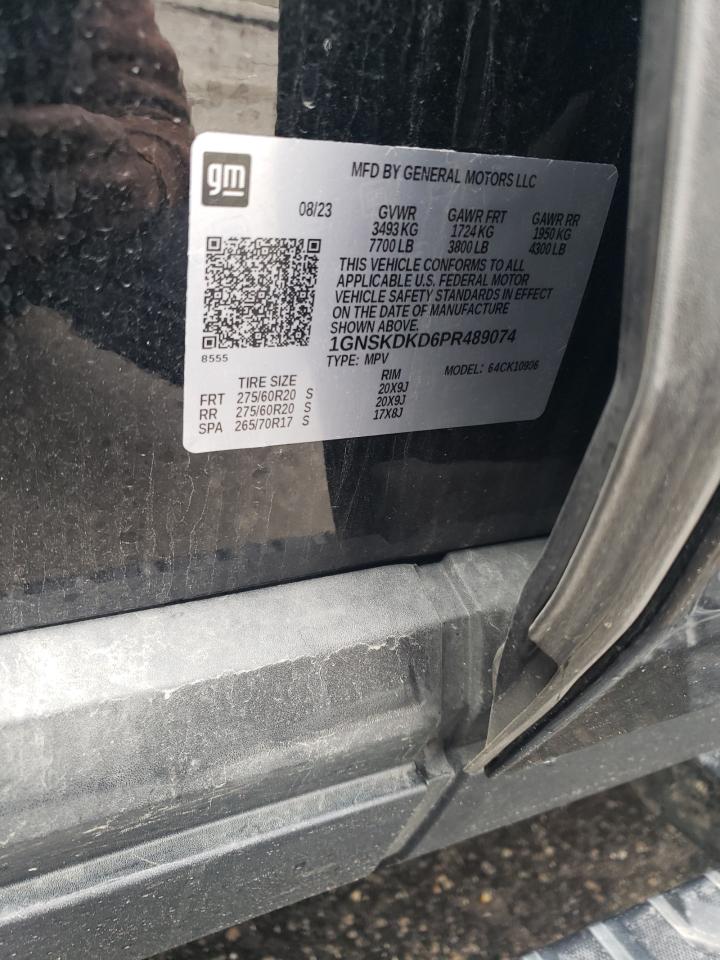 gm
MFD BY GENERAL MOTORS LLC
08/23 GVWR GAWR FRT GAWR RR
3493 KG 1724 KG 1950 KG
7700 LB 3800 LB 4300 LB
THIS VEHICLE CONFORMS TO ALL
APPLICABLE U.S. FEDERAL MOTOR
VEHICLE SAFETY STANDARDS IN EFFECT
ON THE DATE OF MANUFACTURE
SHOWN ABOVE.
1GNSKDKD6PR489074
8555
TYPE: MPV MODEL: 64CK10906
TIRE SIZE RIM
FRT 275/60R20 S 20X9J
RR 275/60R20 S 20X9J
SPA 265/70R17 S 17X8J